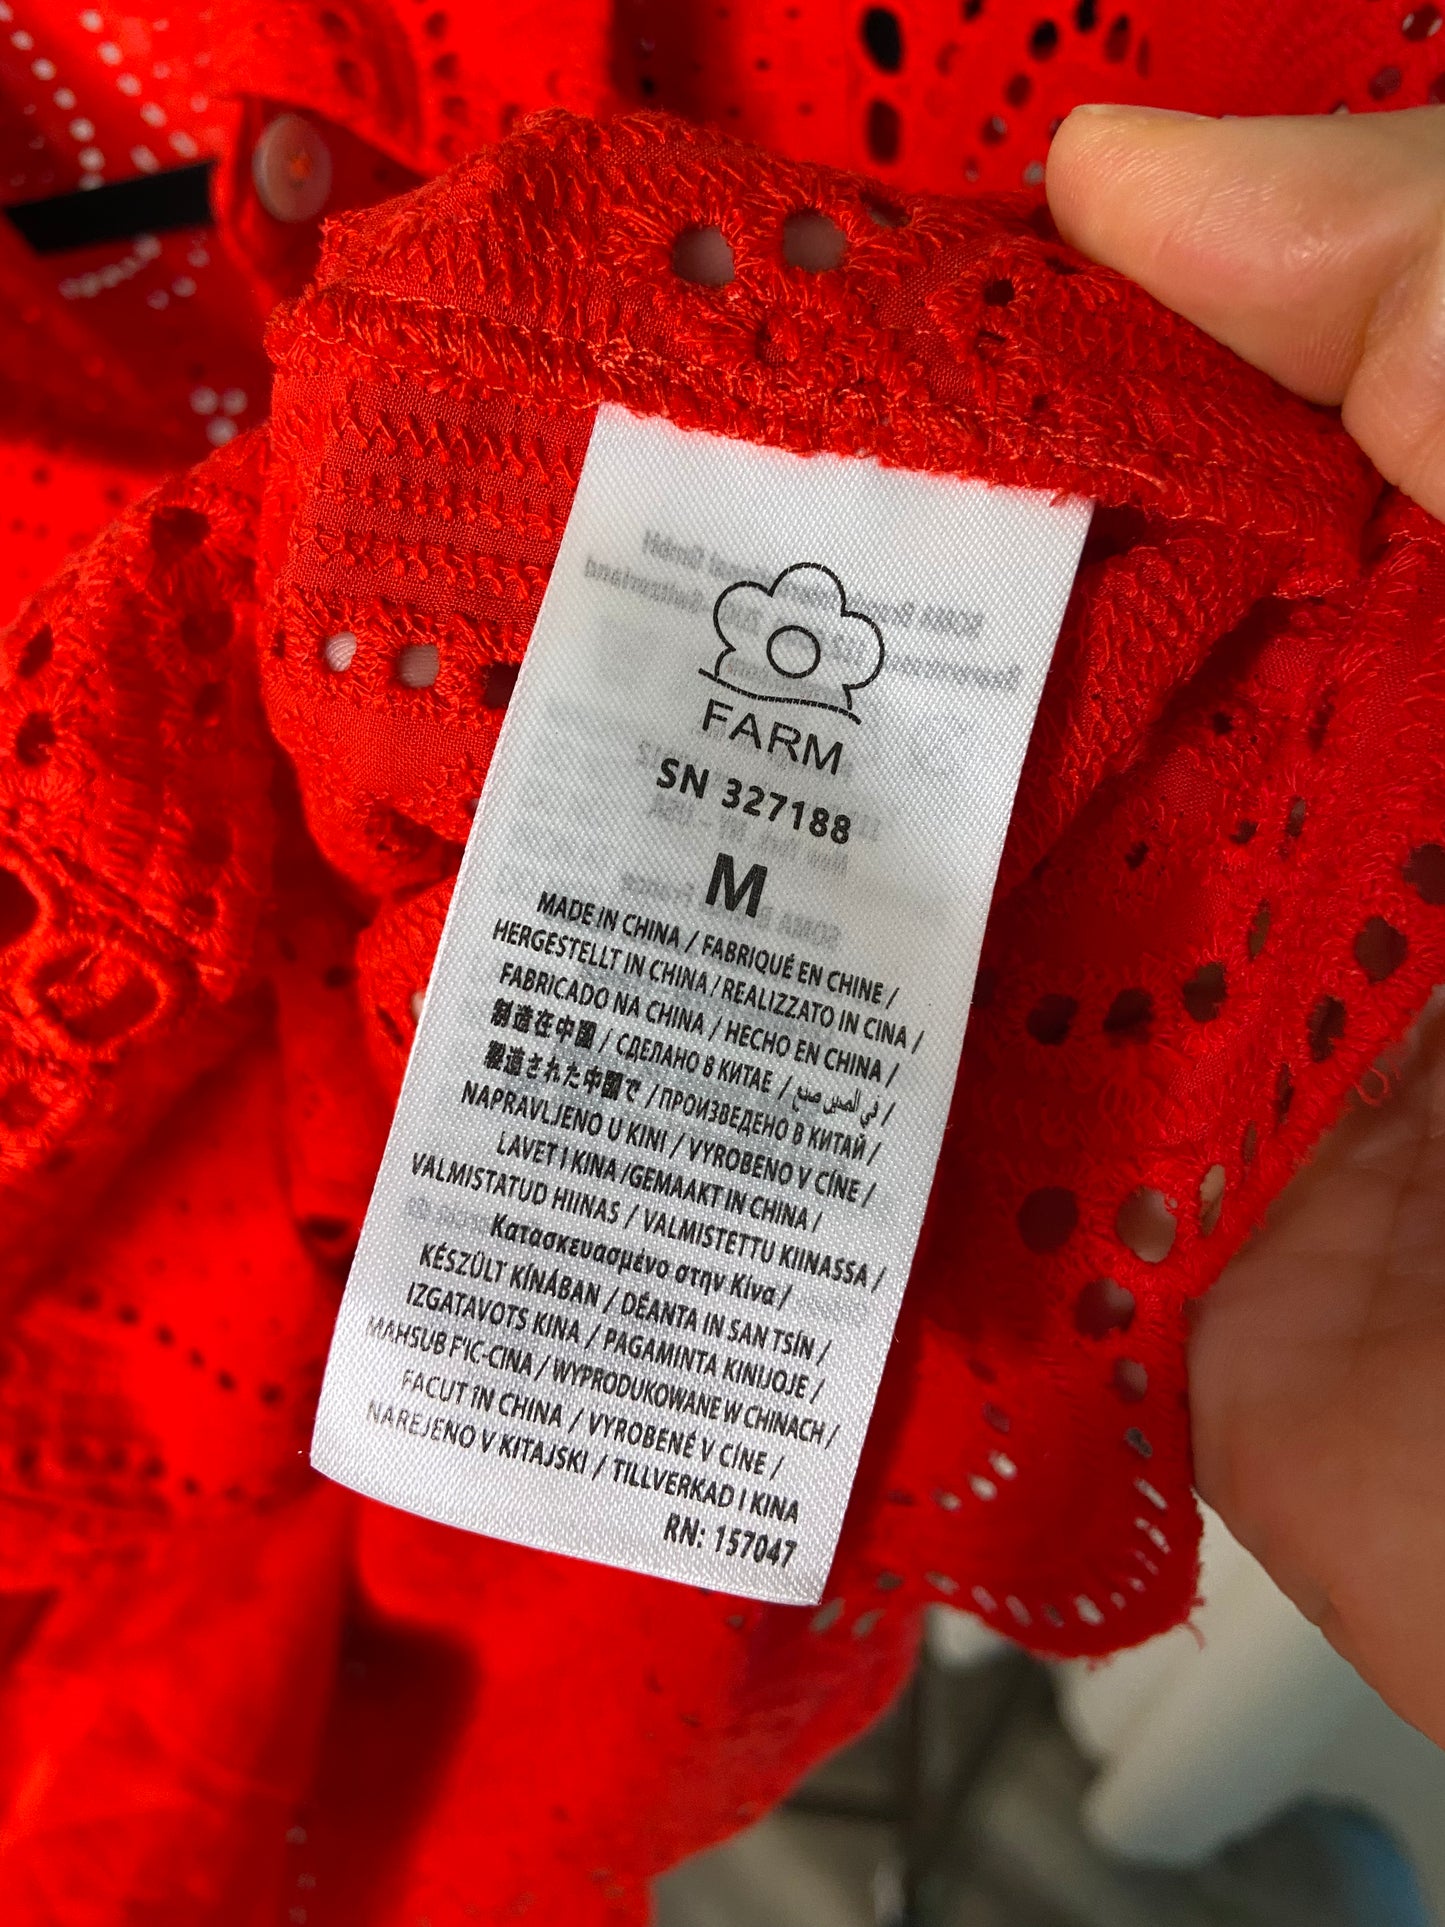 FARM
SN 327188
M
MADE IN CHINA / FABRIQUÉ EN CHINE /
HERGESTELLT IN CHINA / REALIZZATO IN CINA /
FABRICADO NA CHINA / HECHO EN CHINA /
製造在中國 / СДЕЛАНО В КИТАЕ / في الصين صنع /
製造された中國で / ПРОИЗВЕДЕНО В КИТАЙ /
NAPRAVLJENO U KINI / VYROBENO V CÍNE /
LAVET I KINA /GEMAAKT IN CHINA /
VALMISTATUD HIINAS / VALMISTETTU KIINASSA /
Κατασκευασμένο στην Κίνα /
KÉSZÜLT KÍNÁBAN / DÉANTA IN SAN TSÍN /
IZGATAVOTS KINA / PAGAMINTA KINIJOJE /
MAHSUB F'IC-CINA / WYPRODUKOWANE W CHINACH /
FACUT IN CHINA / VYROBENÉ V CÍNE /
NAREJENO V KITAJSKI / TILLVERKAD I KINA
RN: 157047